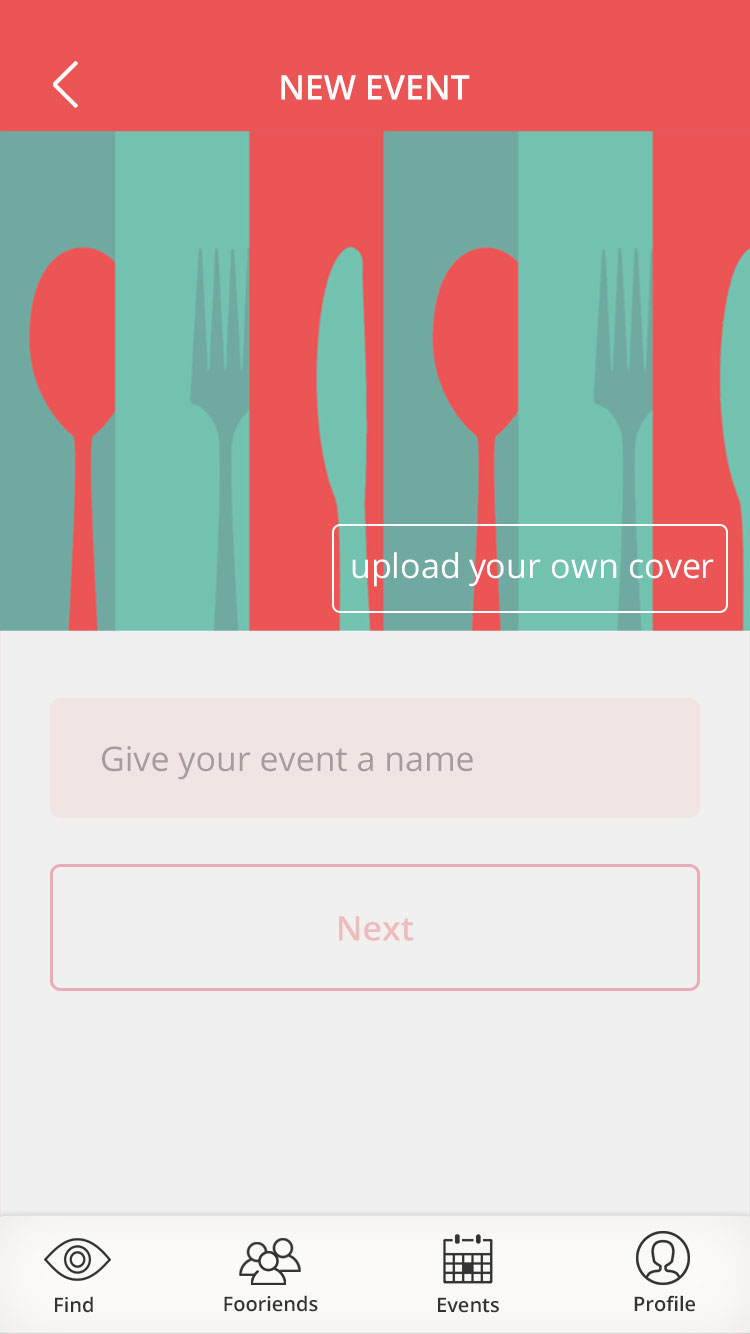 NEW EVENT
upload your own cover
Give your event a name
Next
Find
Fooriends
Events
Profile